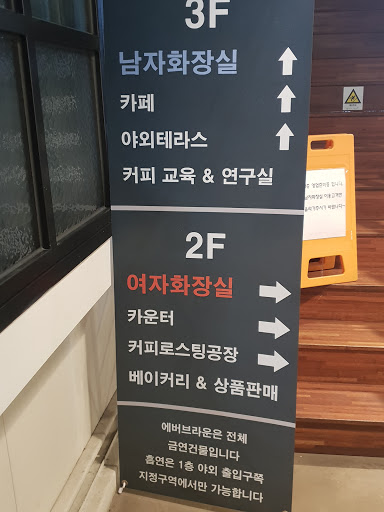 3F
남자화장실
카페
야외테라스
커피 교육 & 연구실
2F
여자화장실
카운터
커피로스팅공장
베이커리 & 상품판매
에버브라운은 전체
금연건물입니다
흡연은 1층 야외 출입구쪽
지정구역에서만 가능합니다